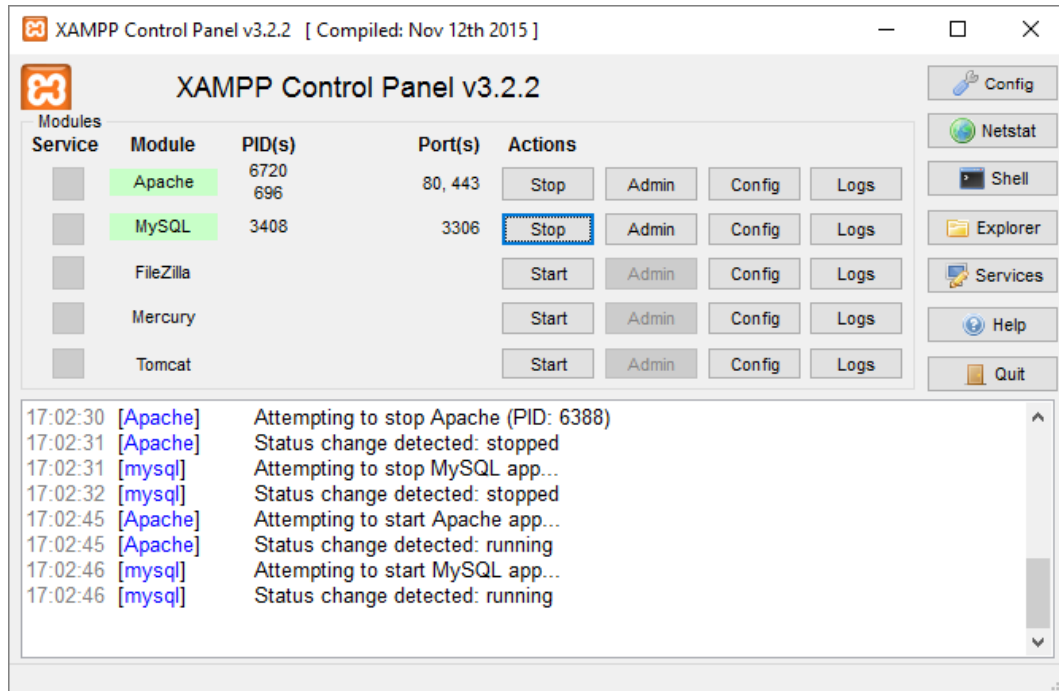 XAMPP Control Panel v3.2.2 [ Compiled: Nov 12th 2015 ]
XAMPP Control Panel v3.2.2
Config
Modules
Netstat
Service Module PID(s) Port(s) Actions
Apache 6720 696 80, 443 Stop Admin Config Logs
Shell
MySQL 3408 3306 Stop Admin Config Logs
Explorer
FileZilla Start Admin Config Logs
Services
Mercury Start Admin Config Logs
Help
Tomcat Start Admin Config Logs
Quit
17:02:30 [Apache] Attempting to stop Apache (PID: 6388)
17:02:31 [Apache] Status change detected: stopped
17:02:31 [mysql] Attempting to stop MySQL app...
17:02:32 [mysql] Status change detected: stopped
17:02:45 [Apache] Attempting to start Apache app...
17:02:45 [Apache] Status change detected: running
17:02:46 [mysql] Attempting to start MySQL app...
17:02:46 [mysql] Status change detected: running